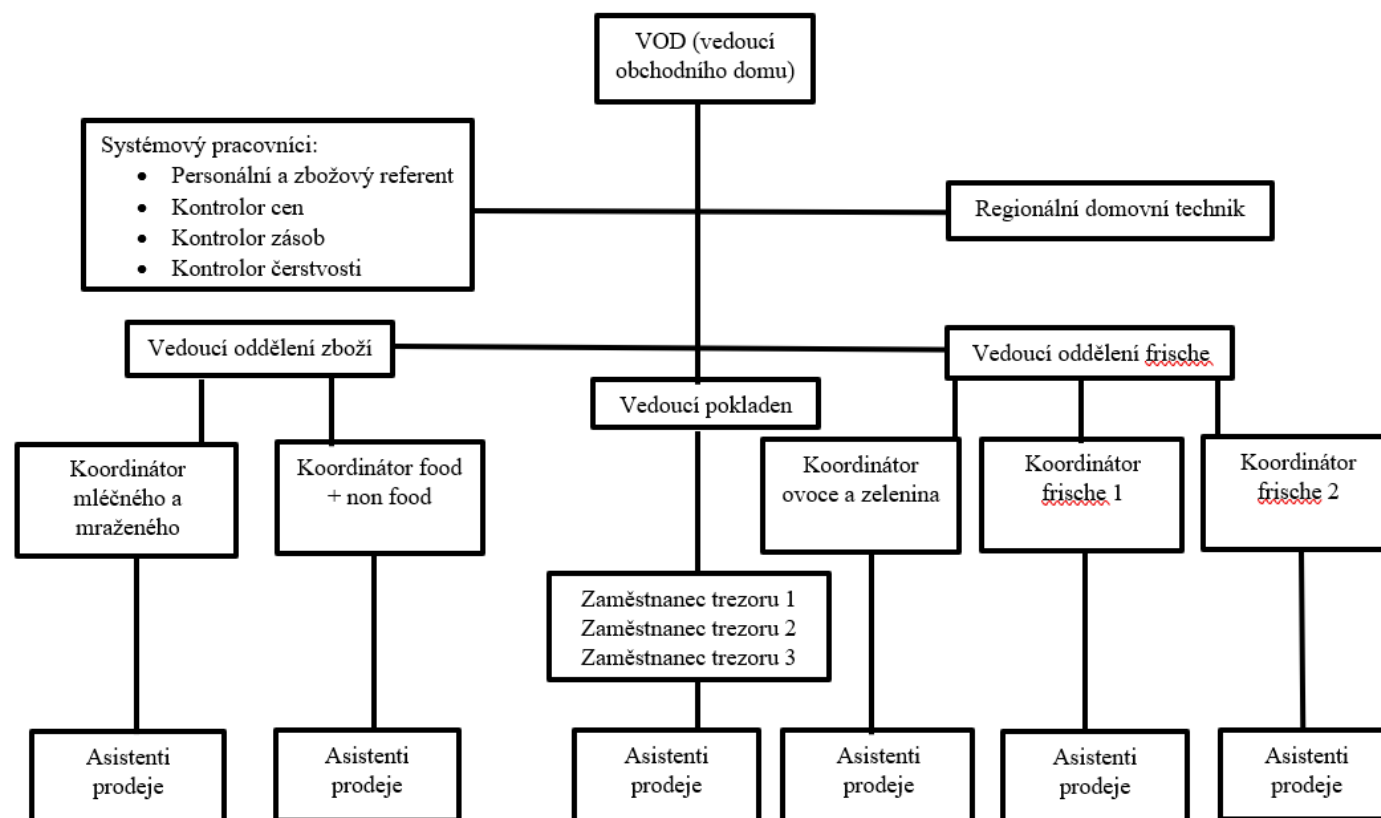 VOD (vedoucí
obchodního domu)
Systémový pracovníci:
• Personální a zbožový referent
• Kontrolor cen
• Kontrolor zásob
• Kontrolor čerstvosti
Regionální domovní technik
Vedoucí oddělení zboží
Vedoucí oddělení frische
Vedoucí pokladen
Koordinátor
mléčného a
mraženého
Koordinátor food
+ non food
Koordinátor
ovoce a zelenina
Koordinátor
frische 1
Koordinátor
frische 2
Zaměstnanec trezoru 1
Zaměstnanec trezoru 2
Zaměstnanec trezoru 3
Asistenti
prodeje
Asistenti
prodeje
Asistenti
prodeje
Asistenti
prodeje
Asistenti
prodeje
Asistenti
prodeje